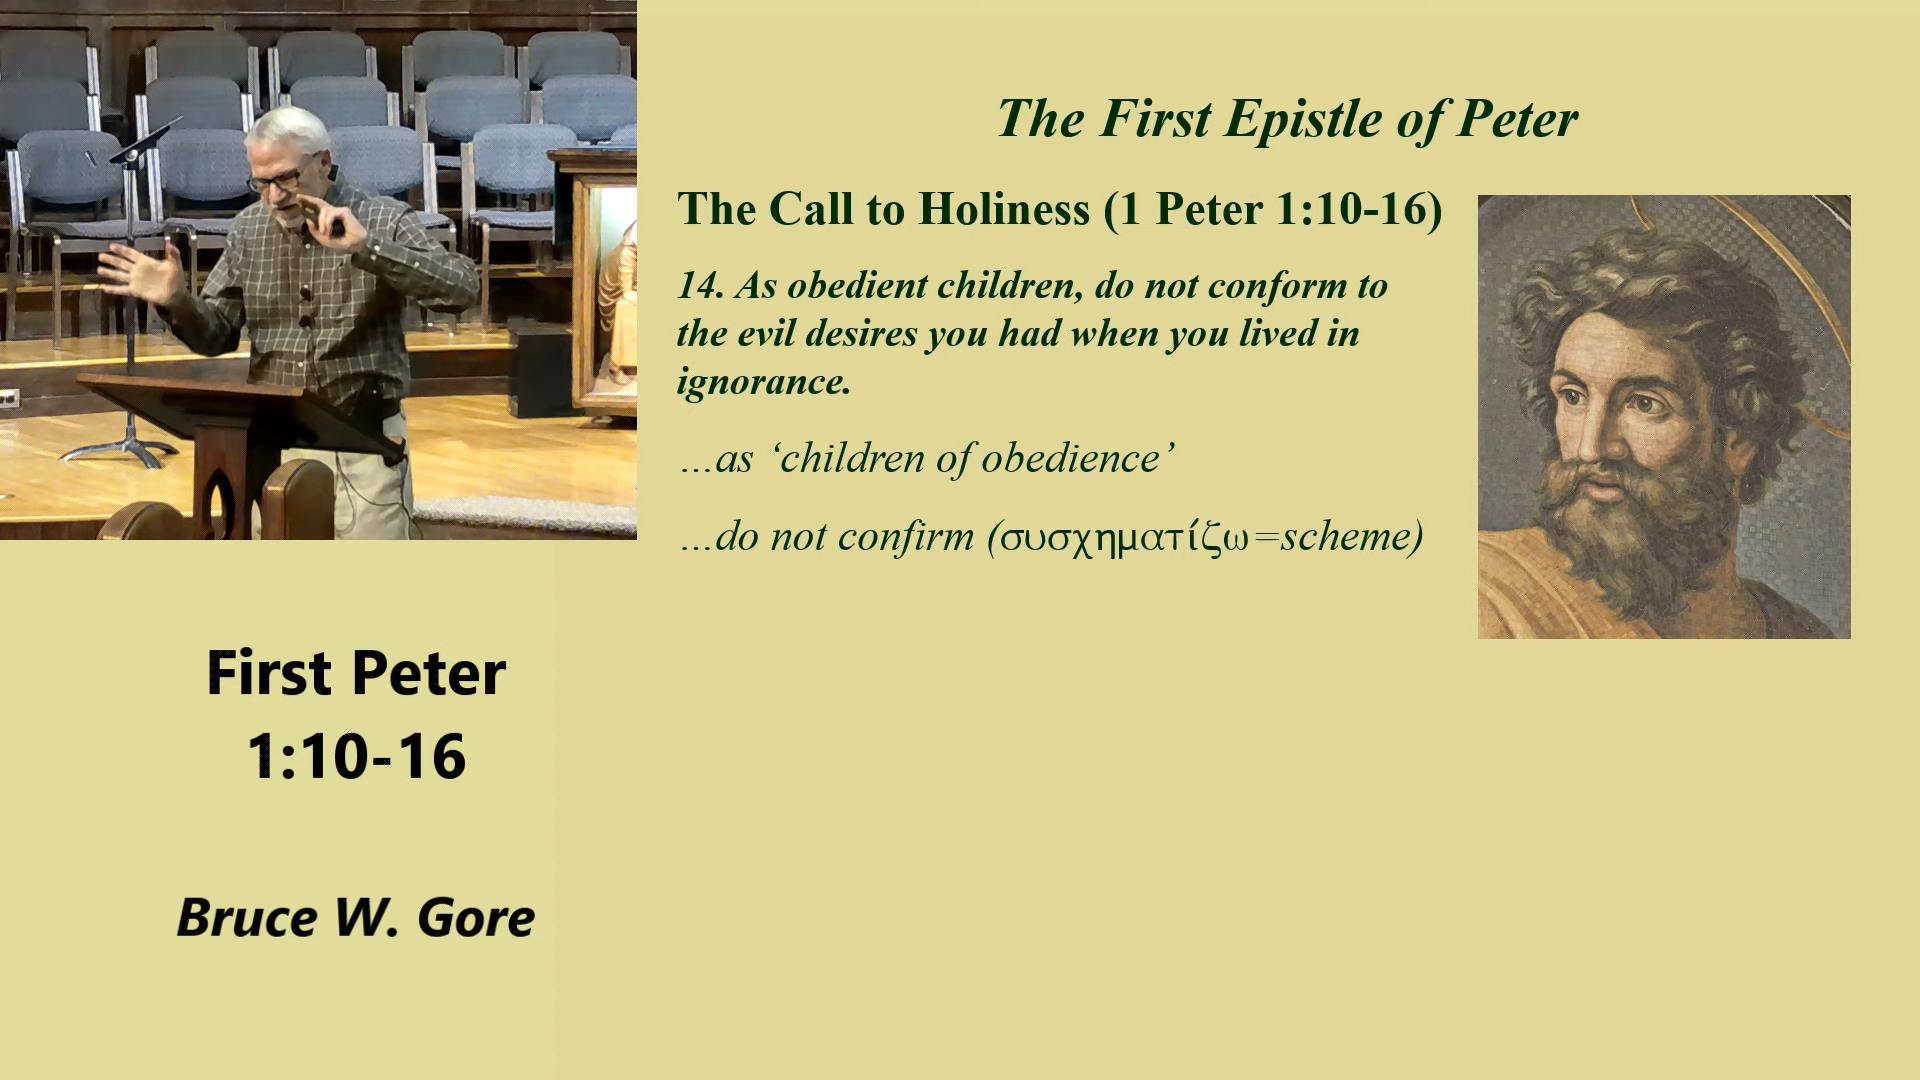 The First Epistle of Peter
The Call to Holiness (1 Peter 1:10-16)
14. As obedient children, do not conform to
the evil desires you had when you lived in
ignorance.
…as ‘children of obedience’
…do not confirm (συσχηματίζω=scheme)
First Peter
1:10-16
Bruce W. Gore